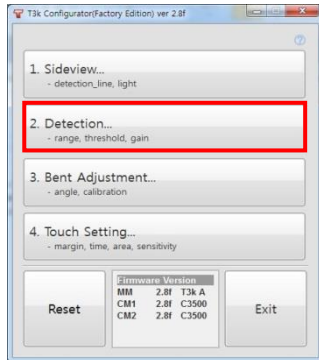 T3k Configurator(Factory Edition) ver 2.8f
?
1. Sideview...
- detection_line, light
2. Detection...
- range, threshold, gain
3. Bent Adjustment...
- angle, calibration
4. Touch Setting...
- margin, time, area, sensitivity
Reset
Firmware Version
MM 2.8f T3k A
CM1 2.8f C3500
CM2 2.8f C3500
Exit